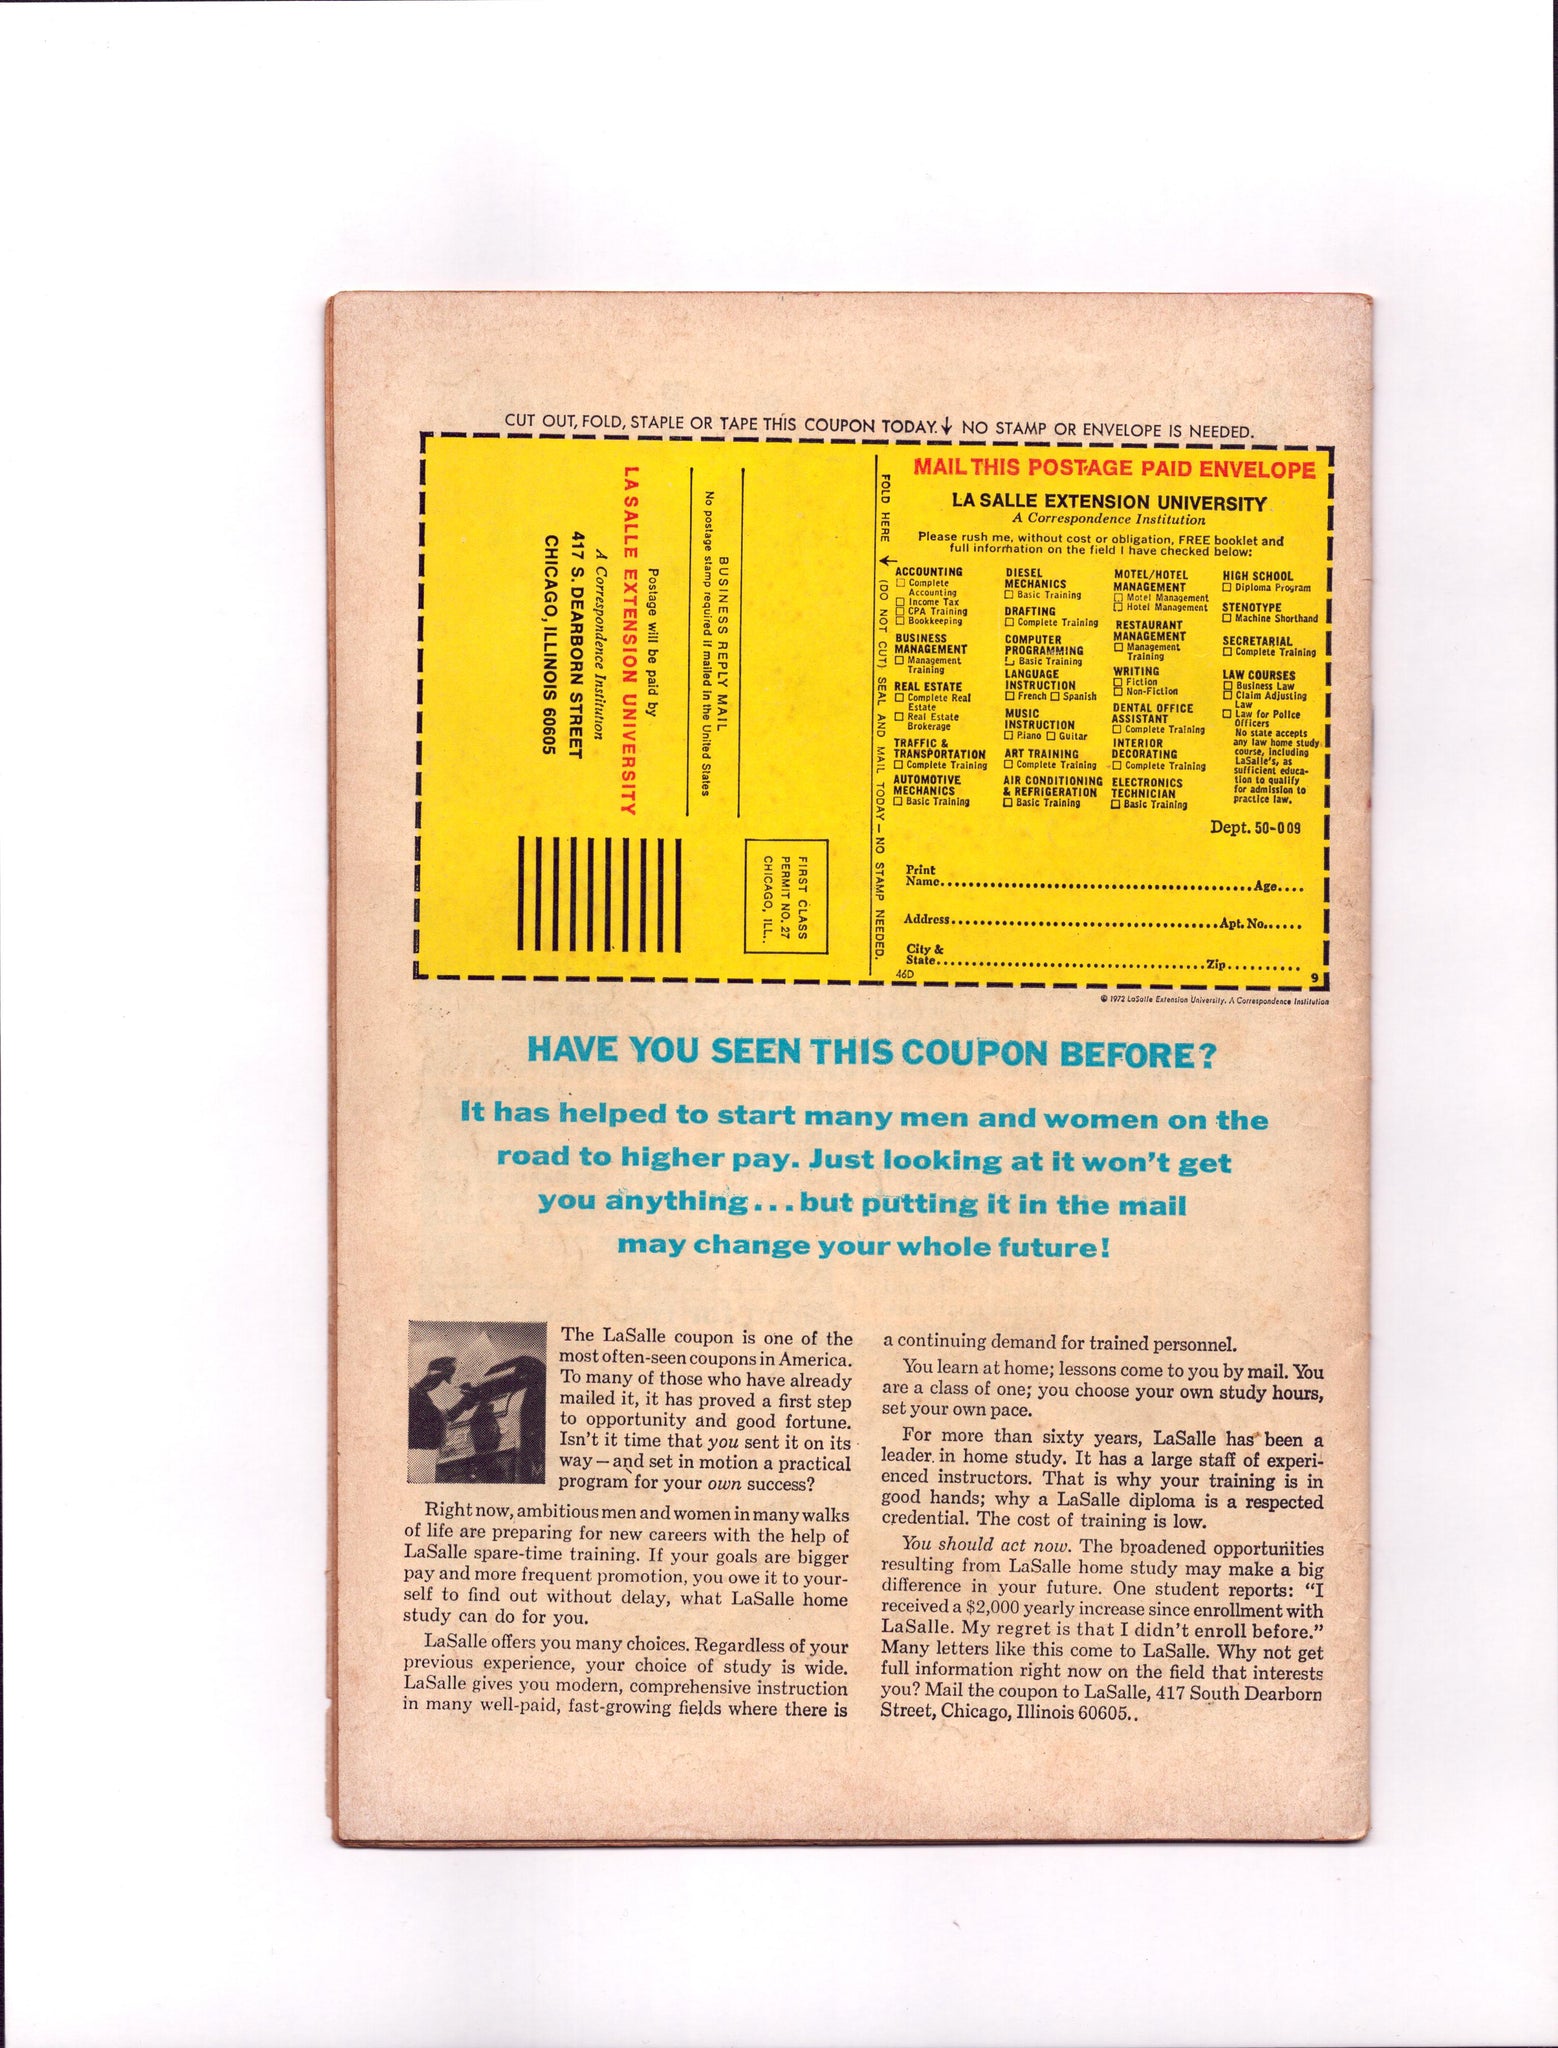 CUT OUT, FOLD, STAPLE OR TAPE THIS COUPON TODAY. ↓ NO STAMP OR ENVELOPE IS NEEDED.
BUSINESS REPLY MAIL
No postage stamp required if mailed in the United States
Postage will be paid by
LA SALLE EXTENSION UNIVERSITY
A Correspondence Institution
417 S. DEARBORN STREET
CHICAGO, ILLINOIS 60605
FIRST CLASS
PERMIT NO. 27
CHICAGO, ILL..
FOLD HERE → (DO NOT CUT) SEAL AND MAIL TODAY — NO STAMP NEEDED.
MAIL THIS POSTAGE PAID ENVELOPE
LA SALLE EXTENSION UNIVERSITY
A Correspondence Institution
Please rush me, without cost or obligation, FREE booklet and
full information on the field I have checked below:
ACCOUNTING
☐ Complete
Accounting
☐ Income Tax
☐ CPA Training
☐ Bookkeeping
BUSINESS
MANAGEMENT
☐ Management
Training
REAL ESTATE
☐ Complete Real
Estate
☐ Real Estate
Brokerage
TRAFFIC &
TRANSPORTATION
☐ Complete Training
AUTOMOTIVE
MECHANICS
☐ Basic Training
DIESEL
MECHANICS
☐ Basic Training
DRAFTING
☐ Complete Training
COMPUTER
PROGRAMMING
☐ Basic Training
LANGUAGE
INSTRUCTION
☐ French ☐ Spanish
MUSIC
INSTRUCTION
☐ Piano ☐ Guitar
ART TRAINING
☐ Complete Training
AIR CONDITIONING
& REFRIGERATION
☐ Basic Training
MOTEL/HOTEL
MANAGEMENT
☐ Motel Management
☐ Hotel Management
RESTAURANT
MANAGEMENT
☐ Management
Training
WRITING
☐ Fiction
☐ Non-Fiction
DENTAL OFFICE
ASSISTANT
☐ Complete Training
INTERIOR
DECORATING
☐ Complete Training
ELECTRONICS
TECHNICIAN
☐ Basic Training
HIGH SCHOOL
☐ Diploma Program
STENOTYPE
☐ Machine Shorthand
SECRETARIAL
☐ Complete Training
LAW COURSES
☐ Business Law
☐ Claim Adjusting
Law
☐ Law for Police
Officers
No state accepts
any law home study
course, including
LaSalle's, as
sufficient educa-
tion to qualify
for admission to
practice law.
Dept. 50-009
Print
Name........................................Age....
Address........................................Apt. No......
City &
State........................................Zip..........
46D 9
© 1972 LaSalle Extension University. A Correspondence Institution
HAVE YOU SEEN THIS COUPON BEFORE?
It has helped to start many men and women on the
road to higher pay. Just looking at it won't get
you anything...but putting it in the mail
may change your whole future!
The LaSalle coupon is one of the
most often-seen coupons in America.
To many of those who have already
mailed it, it has proved a first step
to opportunity and good fortune.
Isn't it time that you sent it on its
way — and set in motion a practical
program for your own success?
Right now, ambitious men and women in many walks
of life are preparing for new careers with the help of
LaSalle spare-time training. If your goals are bigger
pay and more frequent promotion, you owe it to your-
self to find out without delay, what LaSalle home
study can do for you.
LaSalle offers you many choices. Regardless of your
previous experience, your choice of study is wide.
LaSalle gives you modern, comprehensive instruction
in many well-paid, fast-growing fields where there is
a continuing demand for trained personnel.
You learn at home; lessons come to you by mail. You
are a class of one; you choose your own study hours,
set your own pace.
For more than sixty years, LaSalle has been a
leader in home study. It has a large staff of experi-
enced instructors. That is why your training is in
good hands; why a LaSalle diploma is a respected
credential. The cost of training is low.
You should act now. The broadened opportunities
resulting from LaSalle home study may make a big
difference in your future. One student reports: "I
received a $2,000 yearly increase since enrollment with
LaSalle. My regret is that I didn't enroll before."
Many letters like this come to LaSalle. Why not get
full information right now on the field that interests
you? Mail the coupon to LaSalle, 417 South Dearborn
Street, Chicago, Illinois 60605..